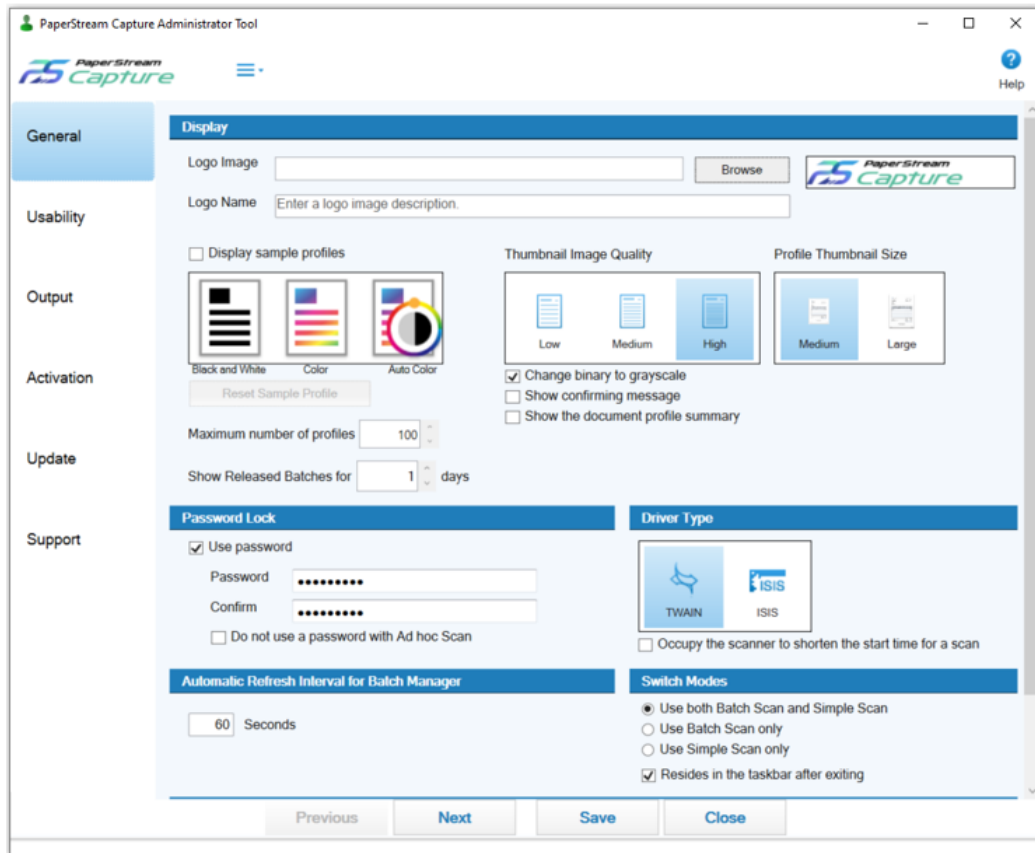 PaperStream Capture Administrator Tool
PaperStream
Capture
?
Help
General
Usability
Output
Activation
Update
Support
Display
Logo Image
Browse
PaperStream
Capture
Logo Name
Enter a logo image description.
Display sample profiles
Black and White
Color
Auto Color
Reset Sample Profile
Thumbnail Image Quality
Low
Medium
High
Change binary to grayscale
Show confirming message
Show the document profile summary
Profile Thumbnail Size
Medium
Large
Maximum number of profiles 100
Show Released Batches for 1 days
Password Lock
Use password
Password •••••••••
Confirm •••••••••
Do not use a password with Ad hoc Scan
Driver Type
TWAIN
ISIS
ISIS
Occupy the scanner to shorten the start time for a scan
Automatic Refresh Interval for Batch Manager
60 Seconds
Switch Modes
Use both Batch Scan and Simple Scan
Use Batch Scan only
Use Simple Scan only
Resides in the taskbar after exiting
Previous
Next
Save
Close